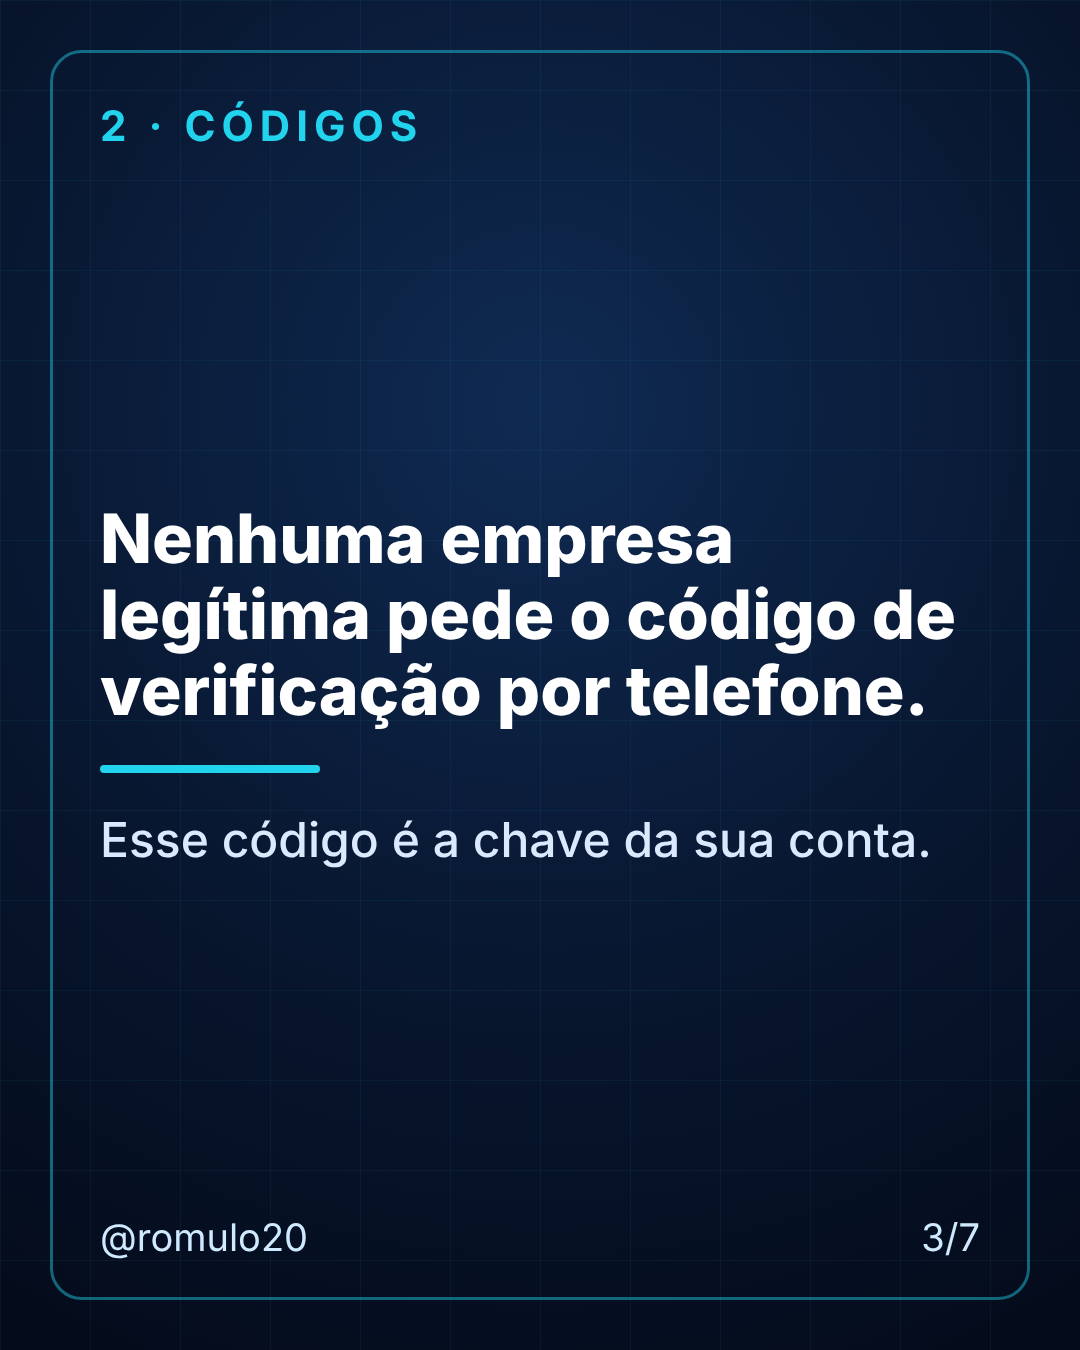 2 · CÓDIGOS
Nenhuma empresa
legítima pede o código de
verificação por telefone.
Esse código é a chave da sua conta.
@romulo20
3/7